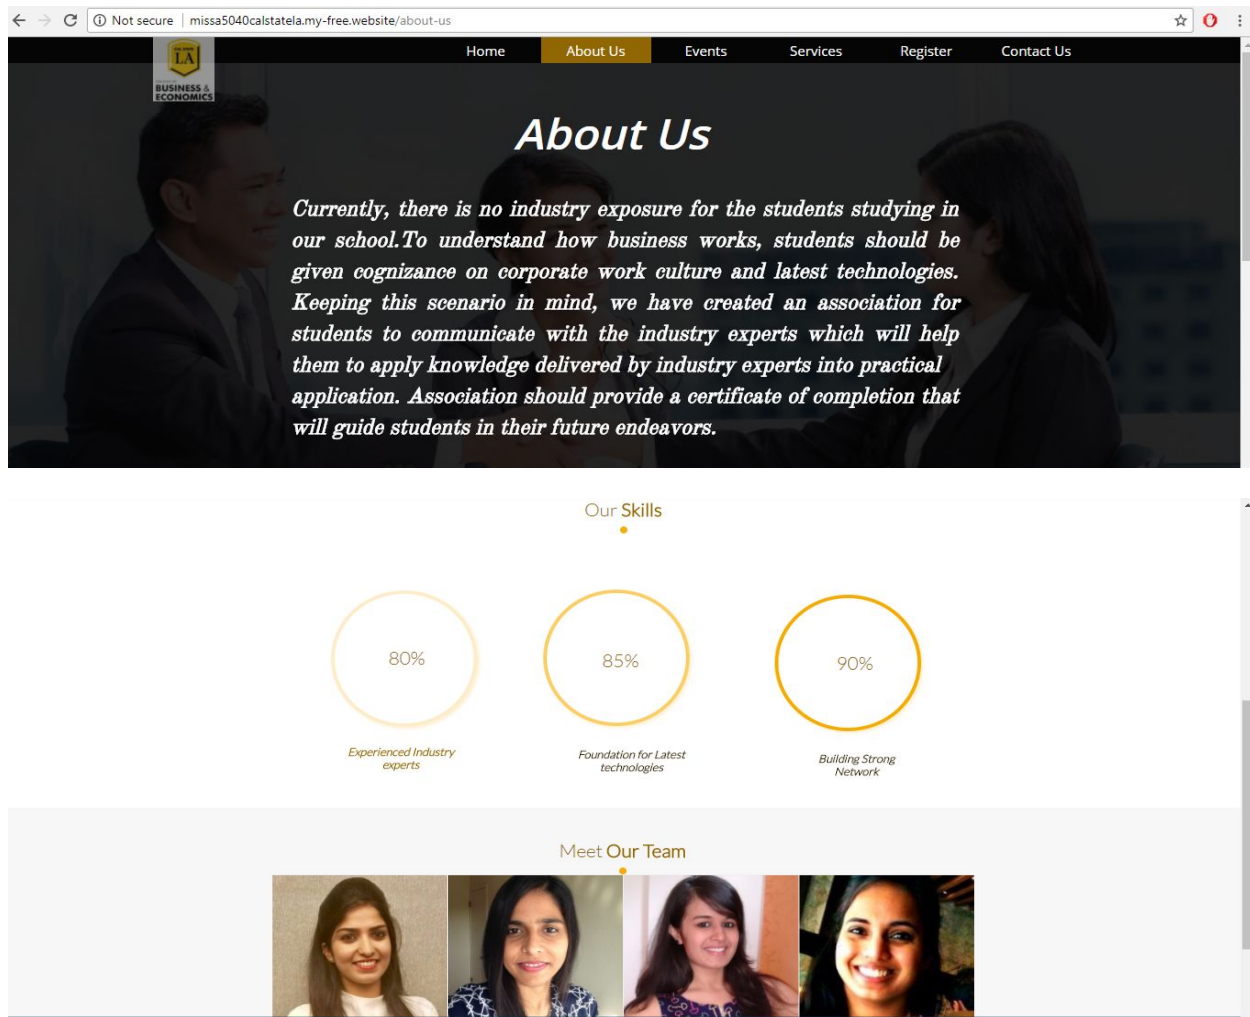 Not secure | missa5040calstatela.my-free.website/about-us
LA
BUSINESS &
ECONOMICS
Home About Us Events Services Register Contact Us
About Us
Currently, there is no industry exposure for the students studying in
our school.To understand how business works, students should be
given cognizance on corporate work culture and latest technologies.
Keeping this scenario in mind, we have created an association for
students to communicate with the industry experts which will help
them to apply knowledge delivered by industry experts into practical
application. Association should provide a certificate of completion that
will guide students in their future endeavors.
Our Skills
80%
85%
90%
Experienced Industry
experts
Foundation for Latest
technologies
Building Strong
Network
Meet Our Team